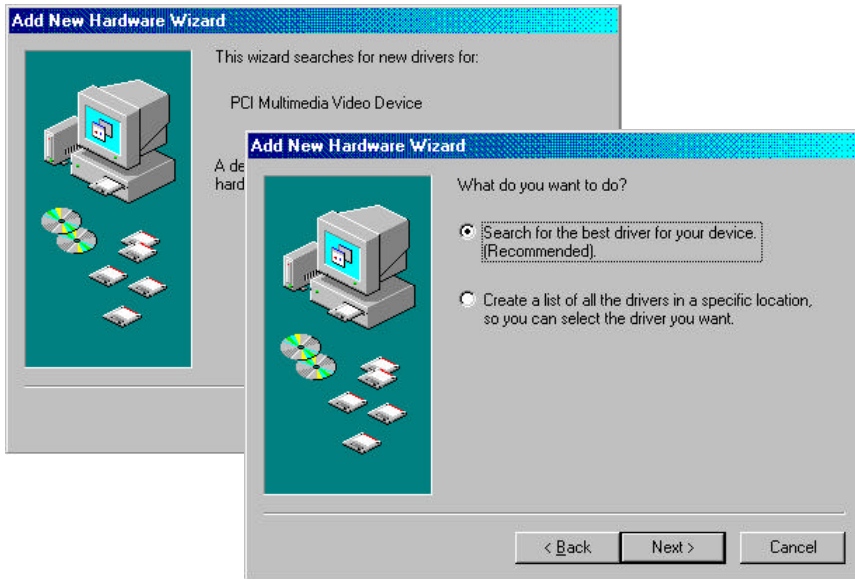 Add New Hardware Wizard
This wizard searches for new drivers for:
PCI Multimedia Video Device
A de
hard
Add New Hardware Wizard
What do you want to do?
Search for the best driver for your device.
(Recommended).
Create a list of all the drivers in a specific location,
so you can select the driver you want.
< Back
Next >
Cancel